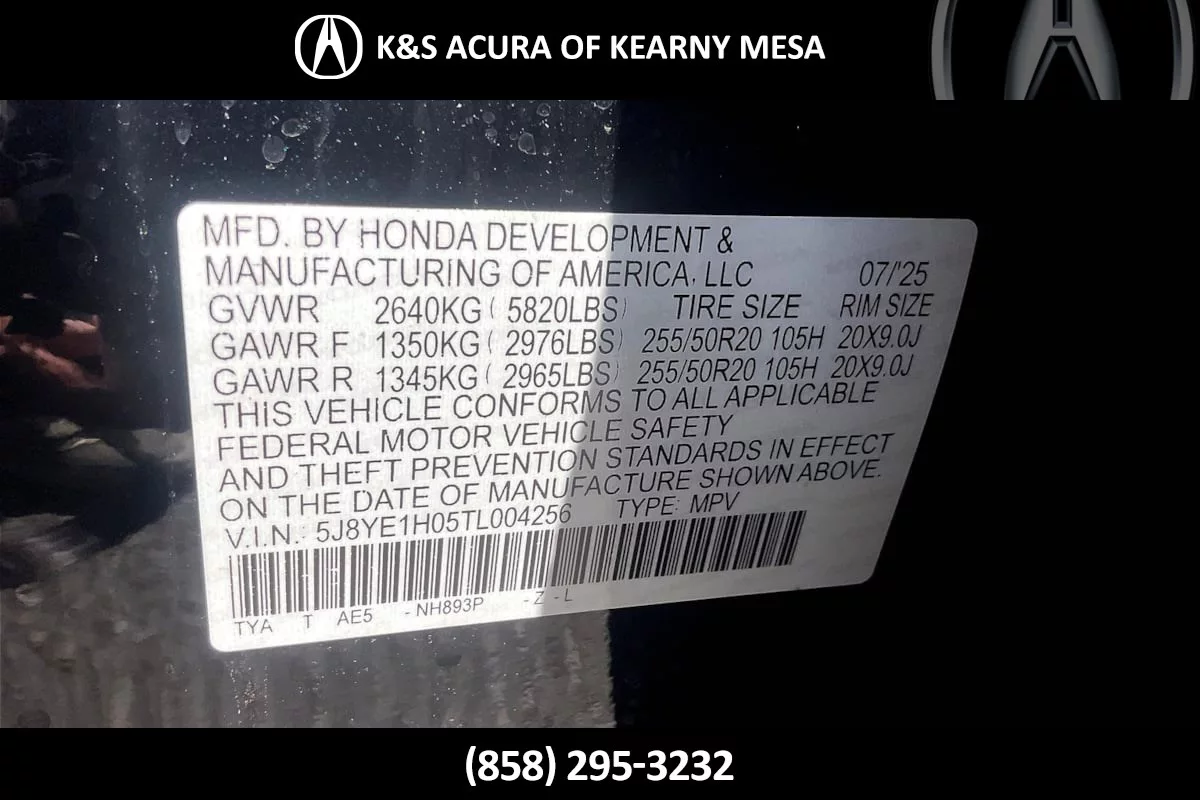 K&S ACURA OF KEARNY MESA
MFD. BY HONDA DEVELOPMENT &
MANUFACTURING OF AMERICA, LLC 07/'25
GVWR 2640KG ( 5820LBS) TIRE SIZE RIM SIZE
GAWR F 1350KG ( 2976LBS) 255/50R20 105H 20X9.0J
GAWR R 1345KG ( 2965LBS) 255/50R20 105H 20X9.0J
THIS VEHICLE CONFORMS TO ALL APPLICABLE
FEDERAL MOTOR VEHICLE SAFETY
AND THEFT PREVENTION STANDARDS IN EFFECT
ON THE DATE OF MANUFACTURE SHOWN ABOVE.
V.I.N.: 5J8YE1H05TL004256 TYPE: MPV
TYA T AE5 - NH893P - Z - L
(858) 295-3232